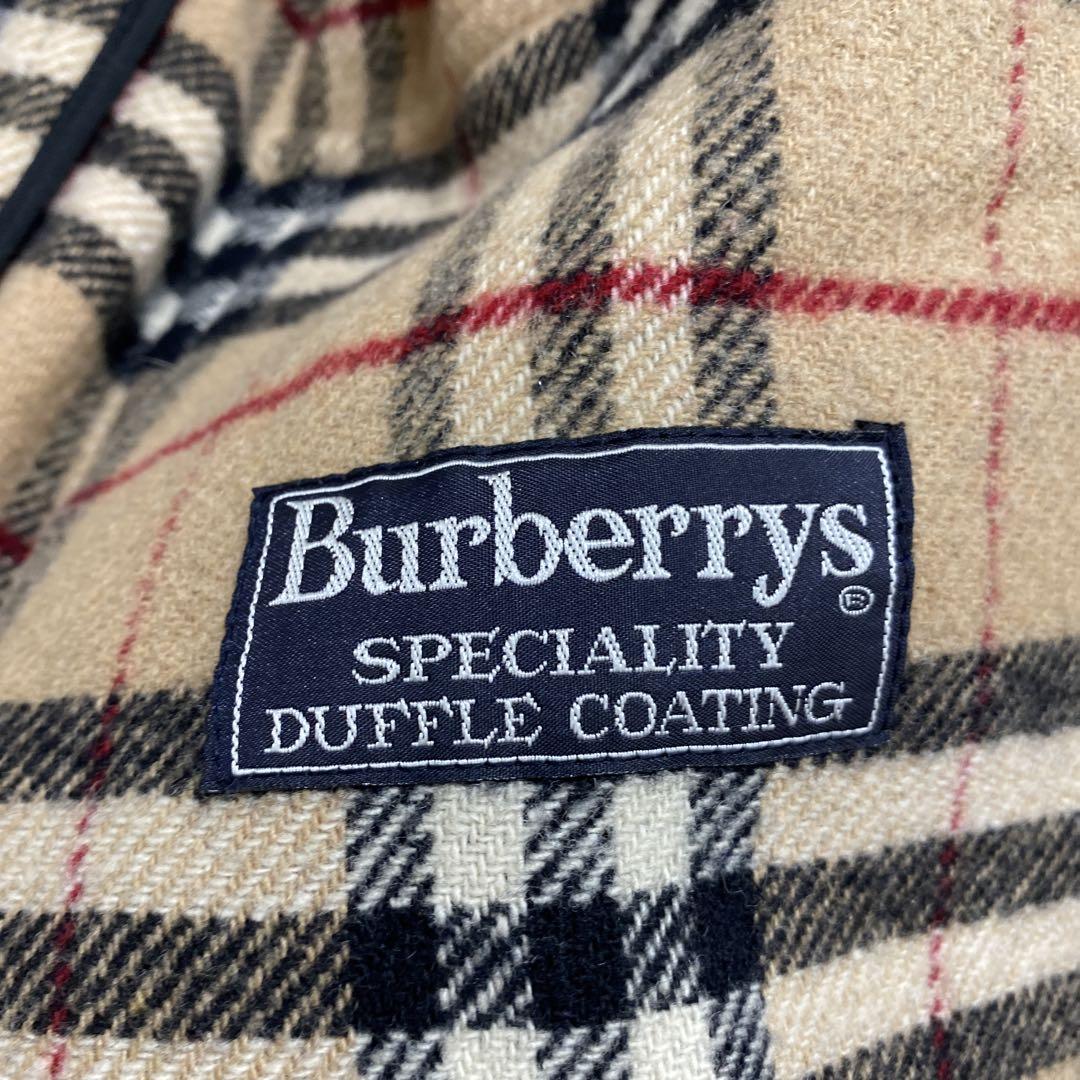 Burberrys®
SPECIALITY
DUFFLE COATING